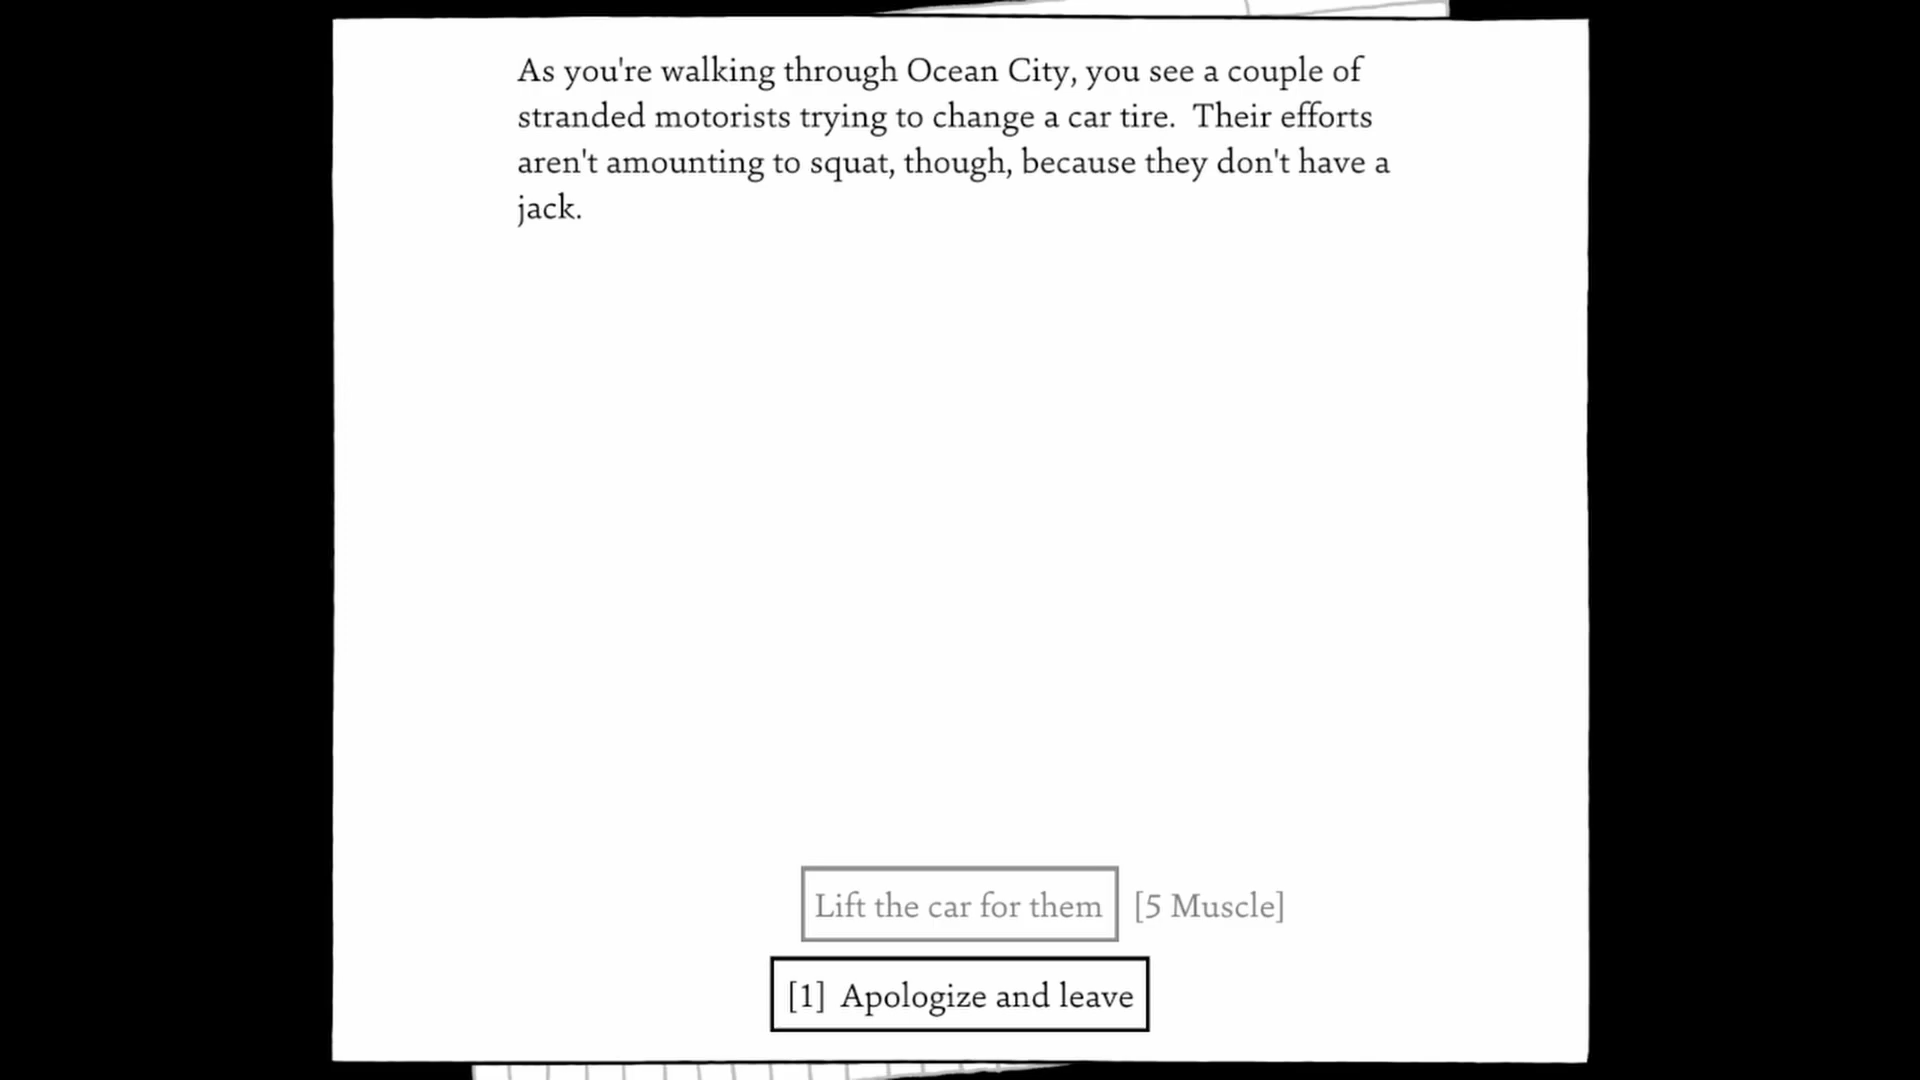 As you're walking through Ocean City, you see a couple of
stranded motorists trying to change a car tire.  Their efforts
aren't amounting to squat, though, because they don't have a
jack.
Lift the car for them [5 Muscle]
[1] Apologize and leave